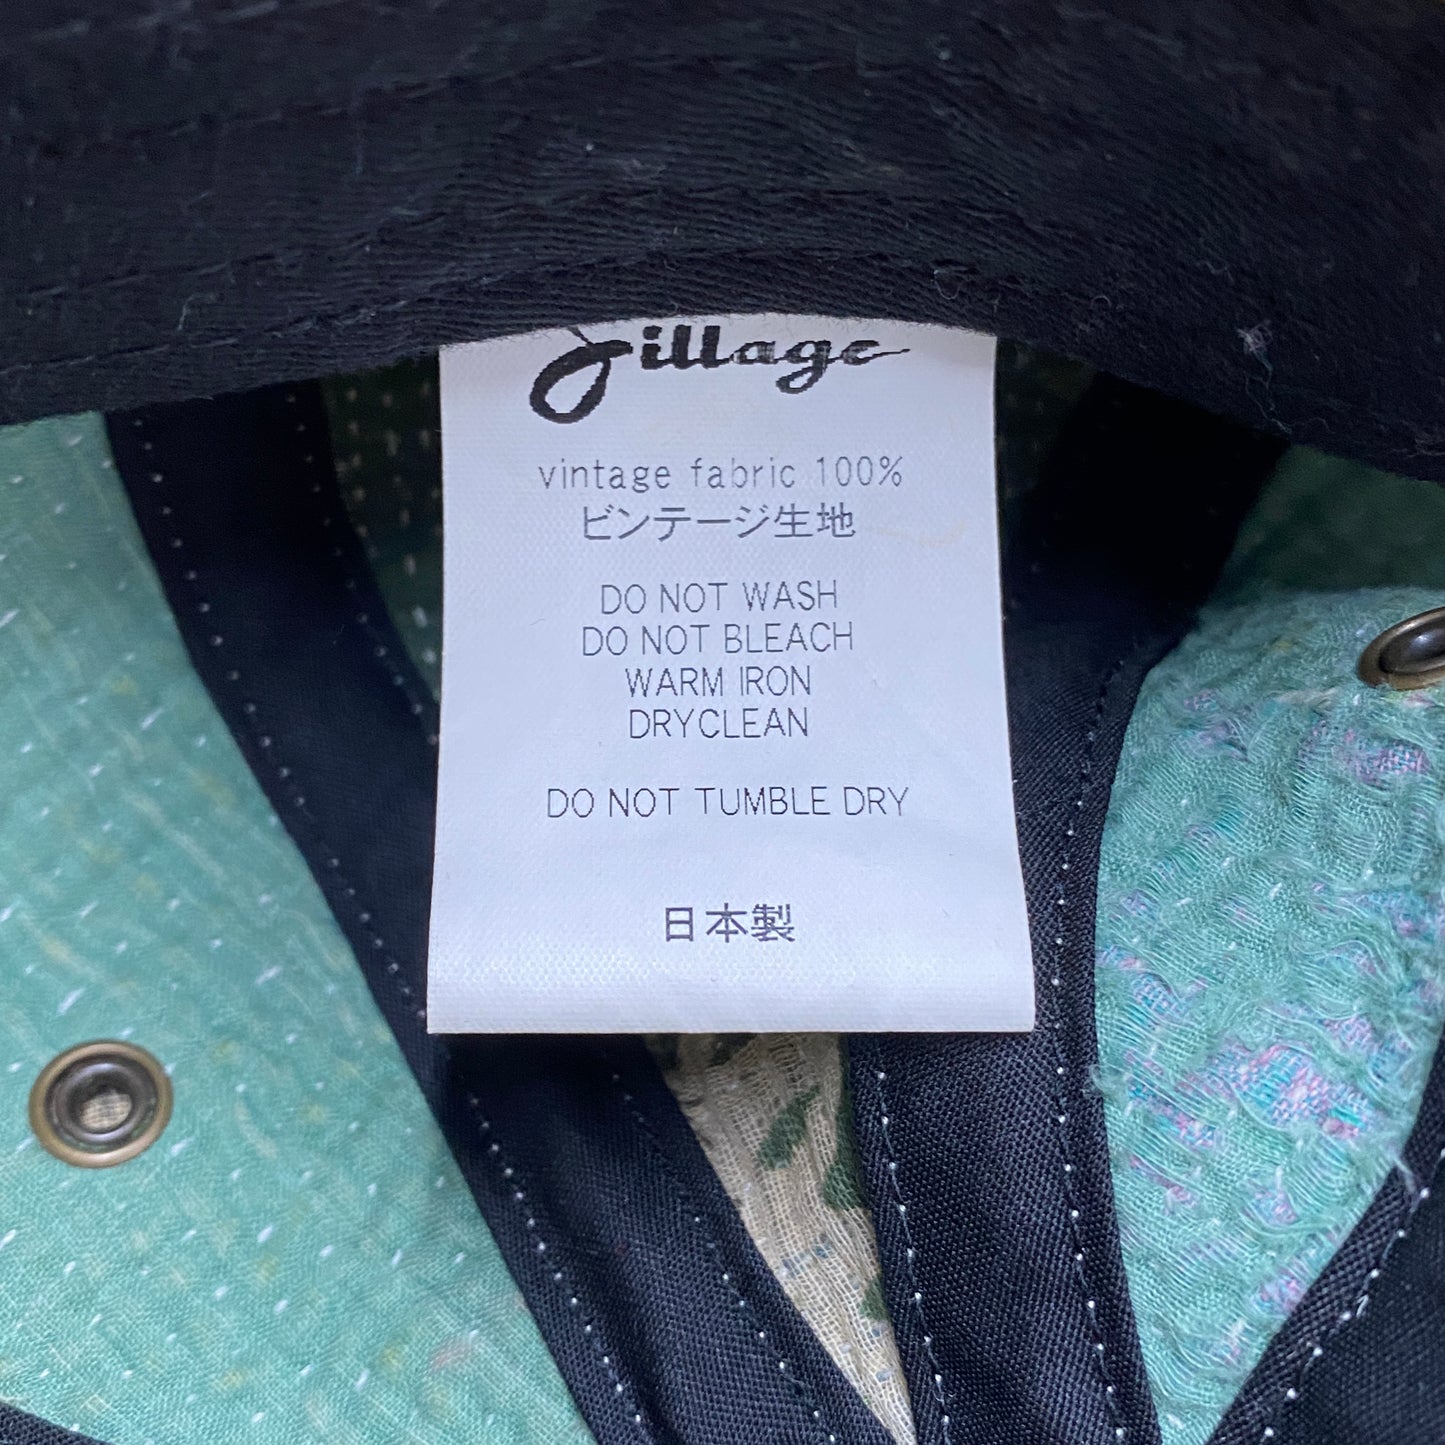 Jillage
vintage fabric 100%
ビンテージ生地
DO NOT WASH
DO NOT BLEACH
WARM IRON
DRYCLEAN
DO NOT TUMBLE DRY
日本製